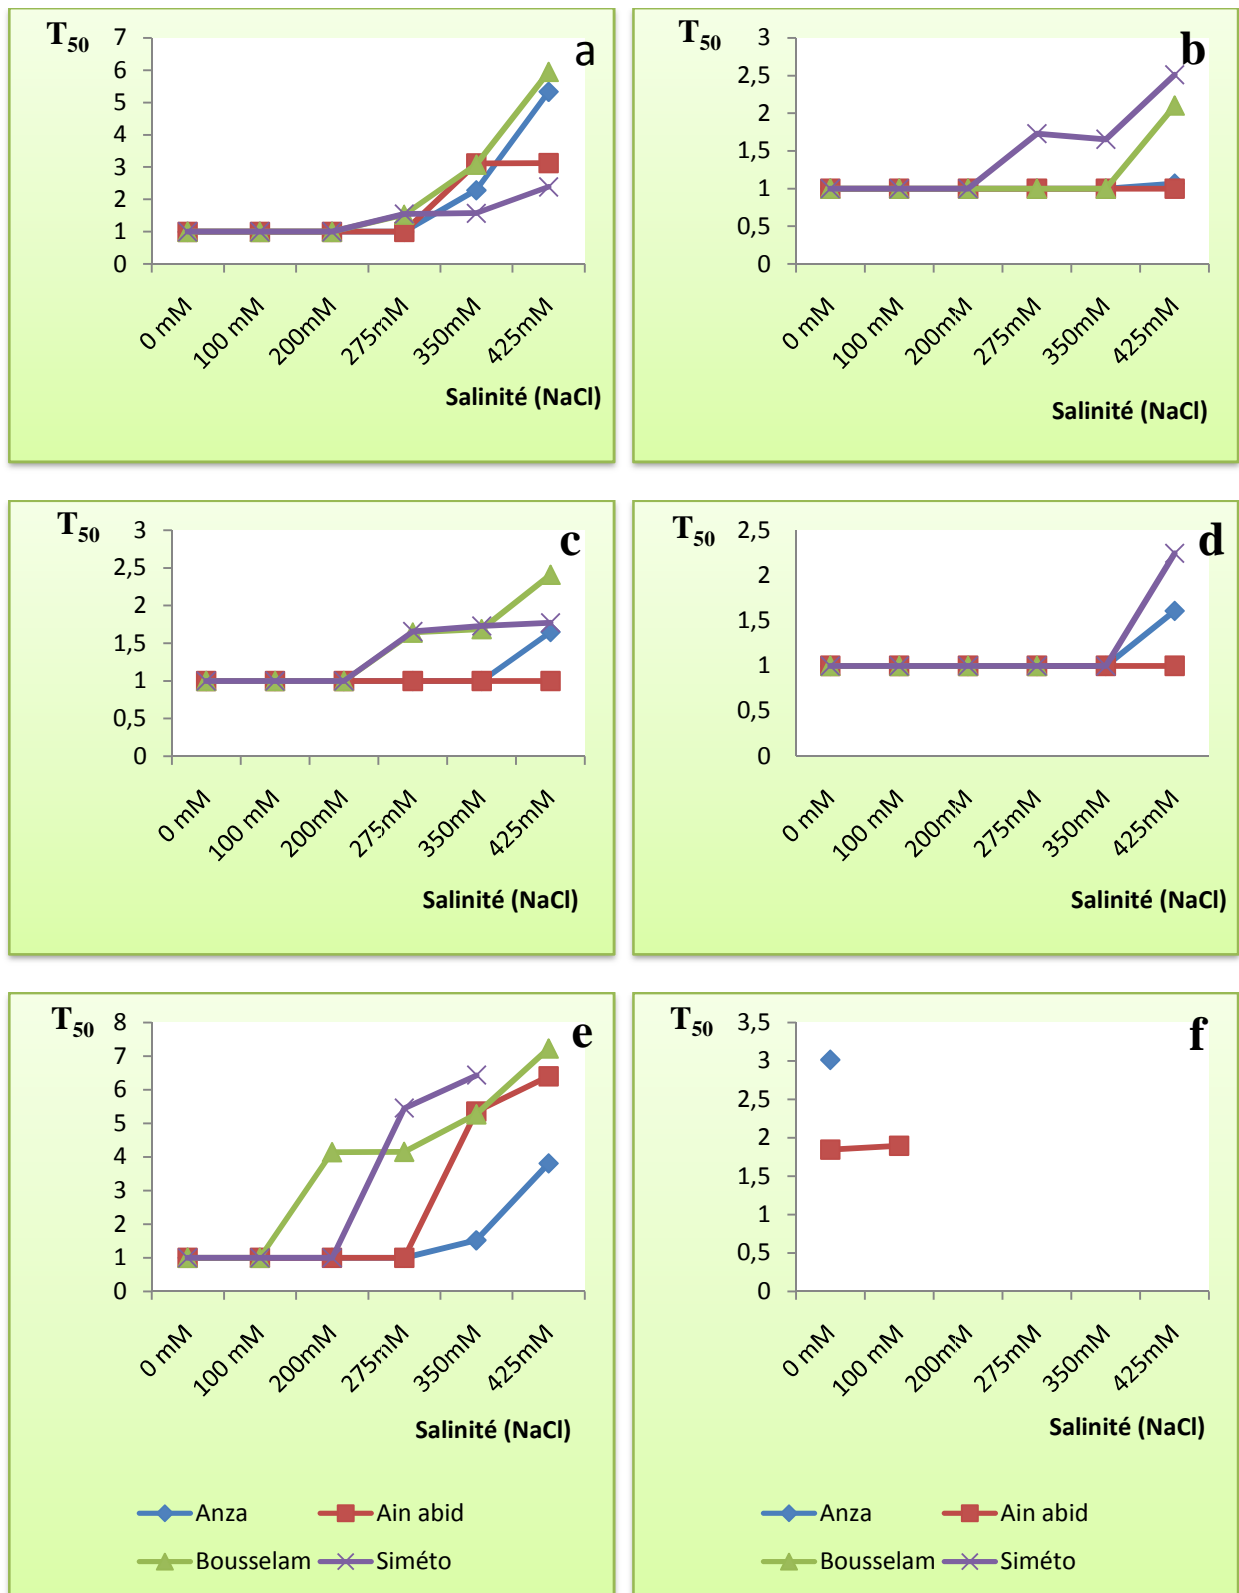 T50
a
7
6
5
4
3
2
1
0
0 mM
100 mM
200mM
275mM
350mM
425mM
Salinité (NaCl)
T50
b
3
2,5
2
1,5
1
0,5
0
0 mM
100 mM
200mM
275mM
350mM
425mM
Salinité (NaCl)
T50
c
3
2,5
2
1,5
1
0,5
0
0 mM
100 mM
200mM
275mM
350mM
425mM
Salinité (NaCl)
T50
d
2,5
2
1,5
1
0,5
0
0 mM
100 mM
200mM
275mM
350mM
425mM
Salinité (NaCl)
T50
e
8
7
6
5
4
3
2
1
0
0 mM
100 mM
200mM
275mM
350mM
425mM
Salinité (NaCl)
Anza
Ain abid
Bousselam
Siméto
T50
f
3,5
3
2,5
2
1,5
1
0,5
0
0 mM
100 mM
200mM
275mM
350mM
425mM
Salinité (NaCl)
Anza
Ain abid
Bousselam
Siméto